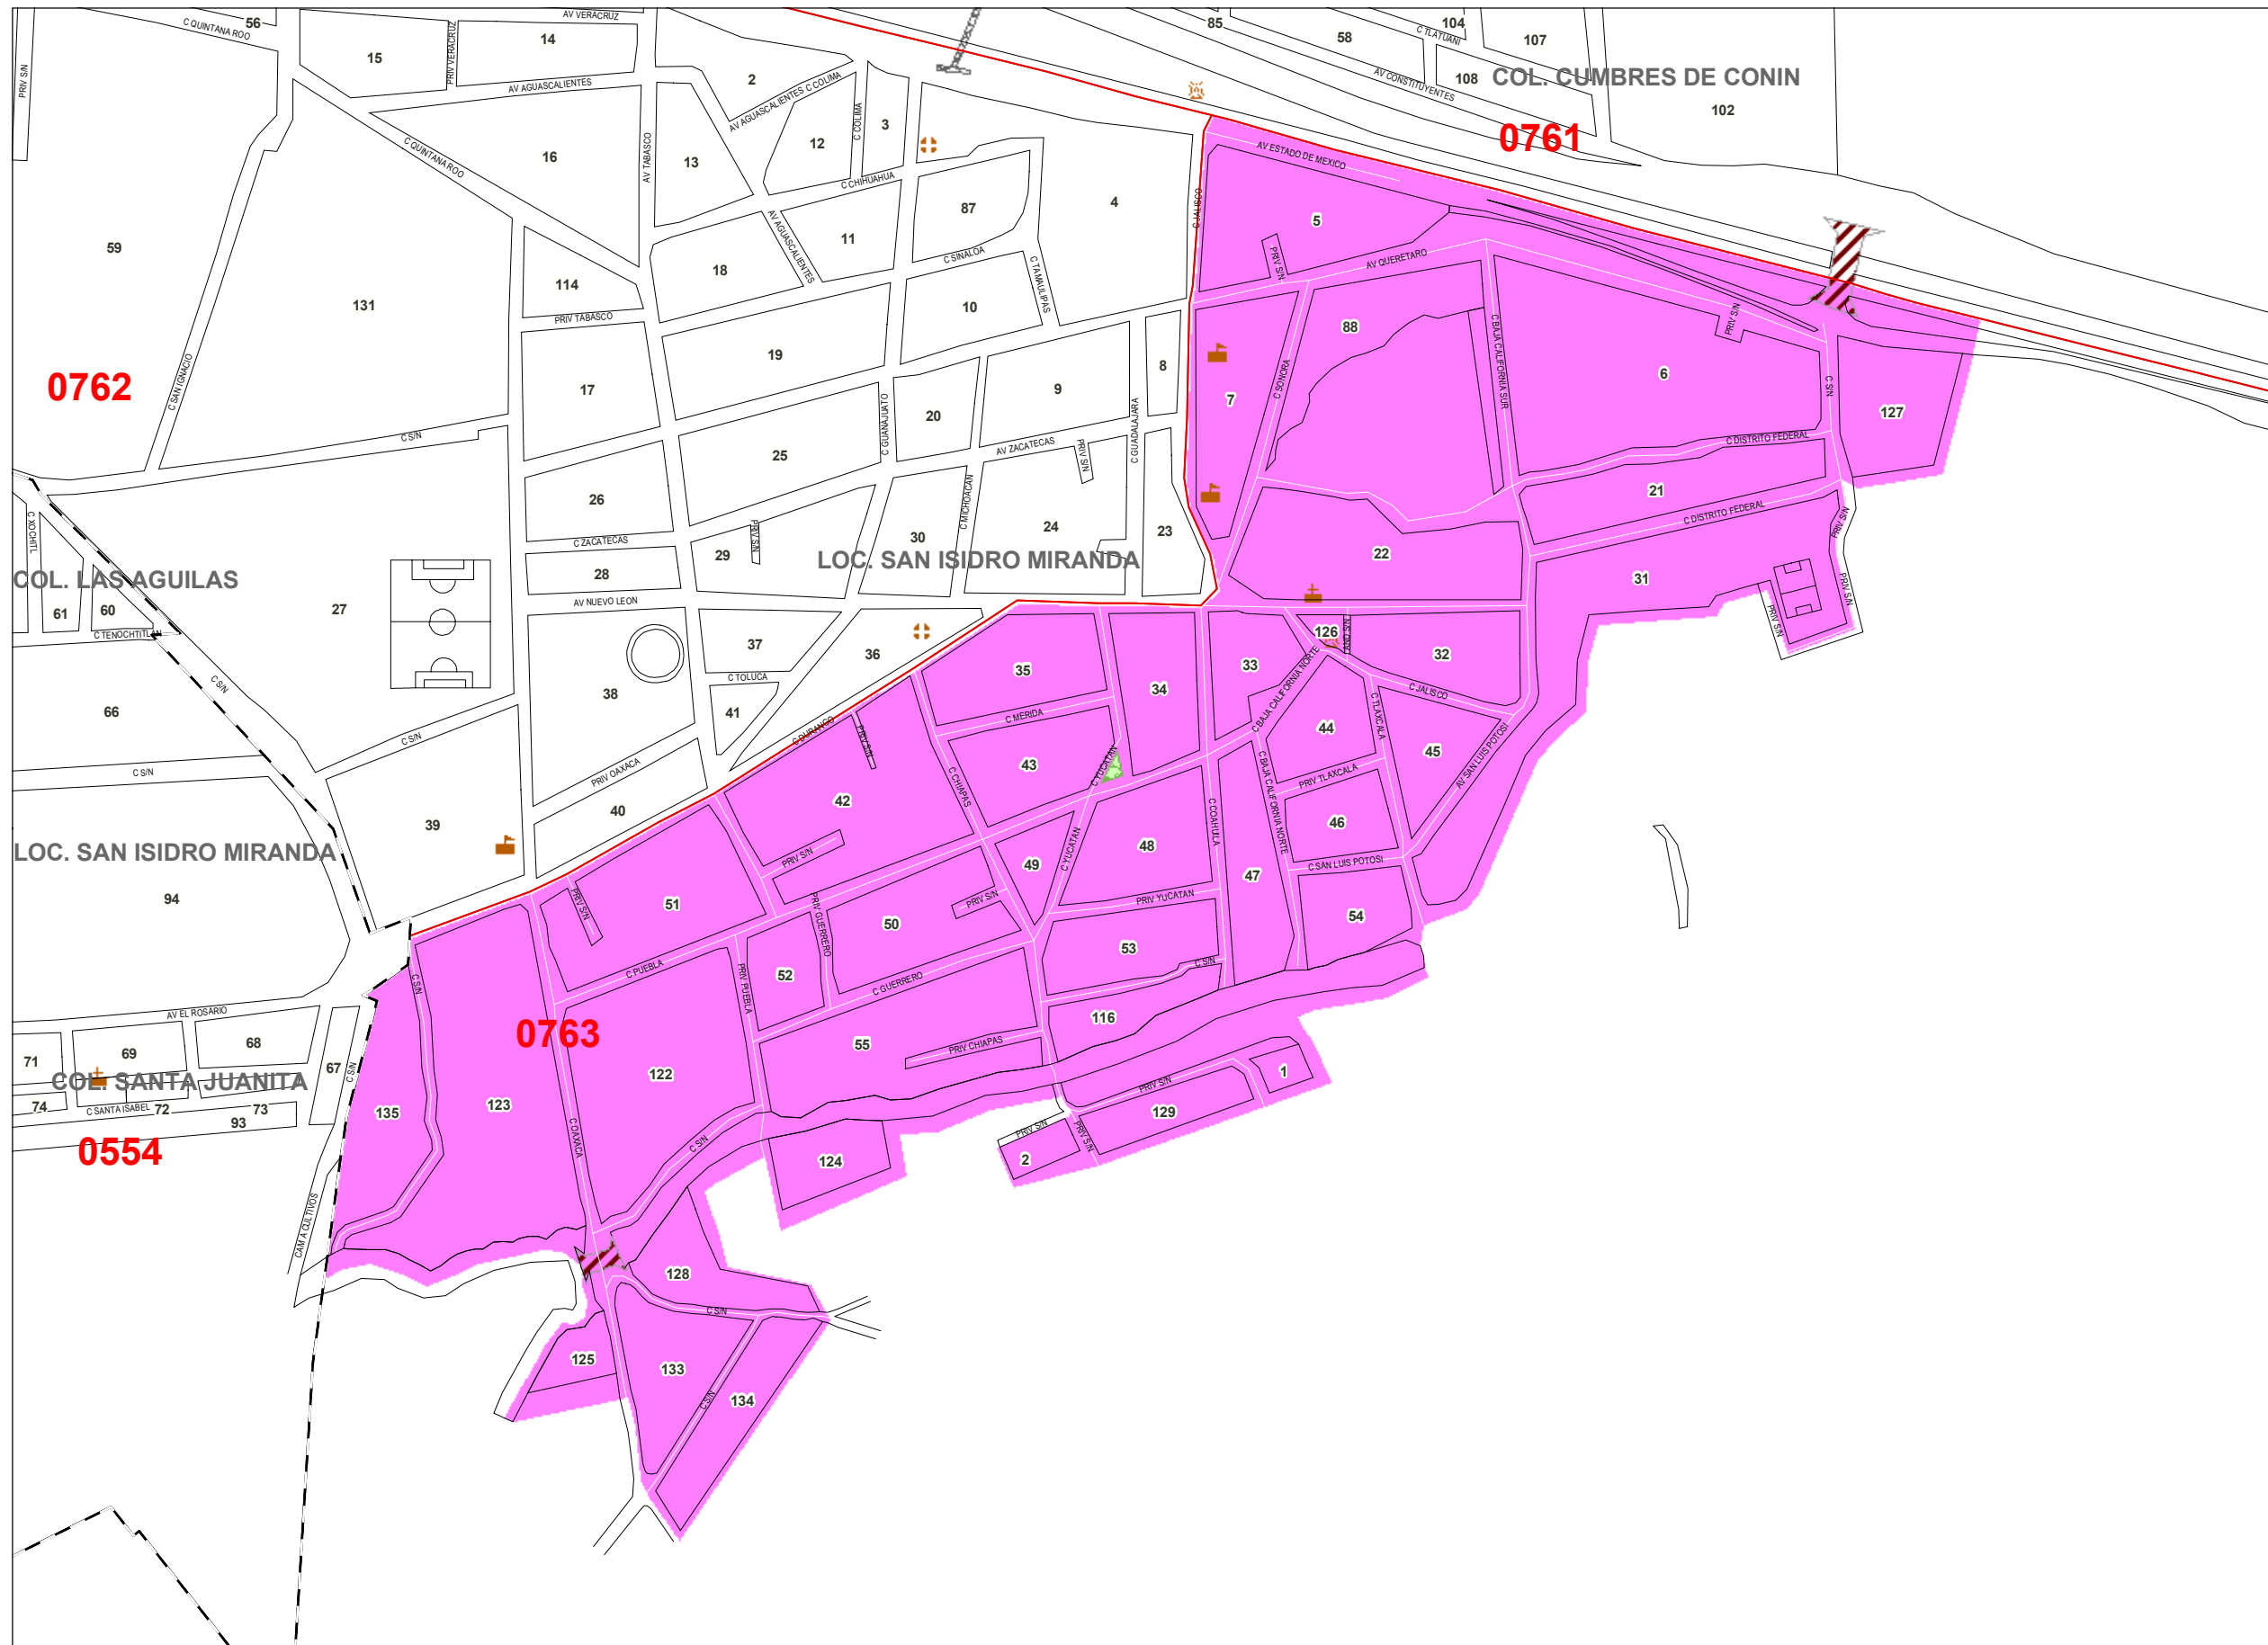 56
C QUINTANA ROO
AV VERACRUZ
15
PRIV VERACRUZ
14
2
85
58
104
C TLATUANI
107
PRIV S/N
AV AGUASCALIENTES
AV AGUASCALIENTES C COLIMA
AV CONSTITUYENTES
108
COL. CUMBRES DE CONIN
102
0761
C QUINTANA ROO
16
AV TABASCO
13
12
C COLIMA
3
C CHIHUAHUA
87
4
C JALISCO
AV ESTADO DE MEXICO
5
59
131
114
18
AV AGUASCALIENTES
11
C SINALOA
C TAMAULIPAS
10
PRIV S/N
AV QUERETARO
PRIV TABASCO
19
88
PRIV S/N
C BAJA CALIFORNIA SUR
6
C S/N
127
0762
C SAN IGNACIO
17
C GUANAJUATO
20
9
8
7
C SONORA
C GUADALAJARA
C S/N
25
AV ZACATECAS
PRIV S/N
C DISTRITO FEDERAL
26
C MICHOACAN
21
C DISTRITO FEDERAL
PRIV S/N
C XOCHITL
C ZACATECAS
29
PRIV S/N
30
24
23
LOC. SAN ISIDRO MIRANDA
22
31
COL. LAS AGUILAS
28
61
60
27
AV NUEVO LEON
PRIV S/N
PRIV S/N
C TENOCHTITLAN
37
36
126
AND S/N
32
C S/N
C TOLUCA
35
33
C BAJA CALIFORNIA NORTE
C JALISCO
38
34
66
41
C MERIDA
44
C TLAXCALA
C DURANGO
PRIV S/N
C S/N
C S/N
43
C YUCATAN
45
AV SAN LUIS POTOSI
PRIV OAXACA
C CHIAPAS
C BAJA CALIFORNIA NORTE
PRIV TLAXCALA
42
40
39
46
C COAHUILA
48
LOC. SAN ISIDRO MIRANDA
PRIV S/N
49
C YUCATAN
C SAN LUIS POTOSI
47
94
PRIV S/N
51
PRIV S/N
PRIV YUCATAN
54
50
PRIV GUERRERO
53
C PUEBLA
PRIV PUEBLA
52
C GUERRERO
C S/N
C S/N
AV EL ROSARIO
116
0763
55
PRIV CHIAPAS
71
69
68
67
C S/N
122
1
PRIV S/N
COL. SANTA JUANITA
74
C SANTA ISABEL
72
73
93
135
123
129
C OAXACA
C S/N
PRIV S/N
PRIV S/N
0554
124
2
CAM A CULTIVOS
128
C S/N
125
133
C S/N
134